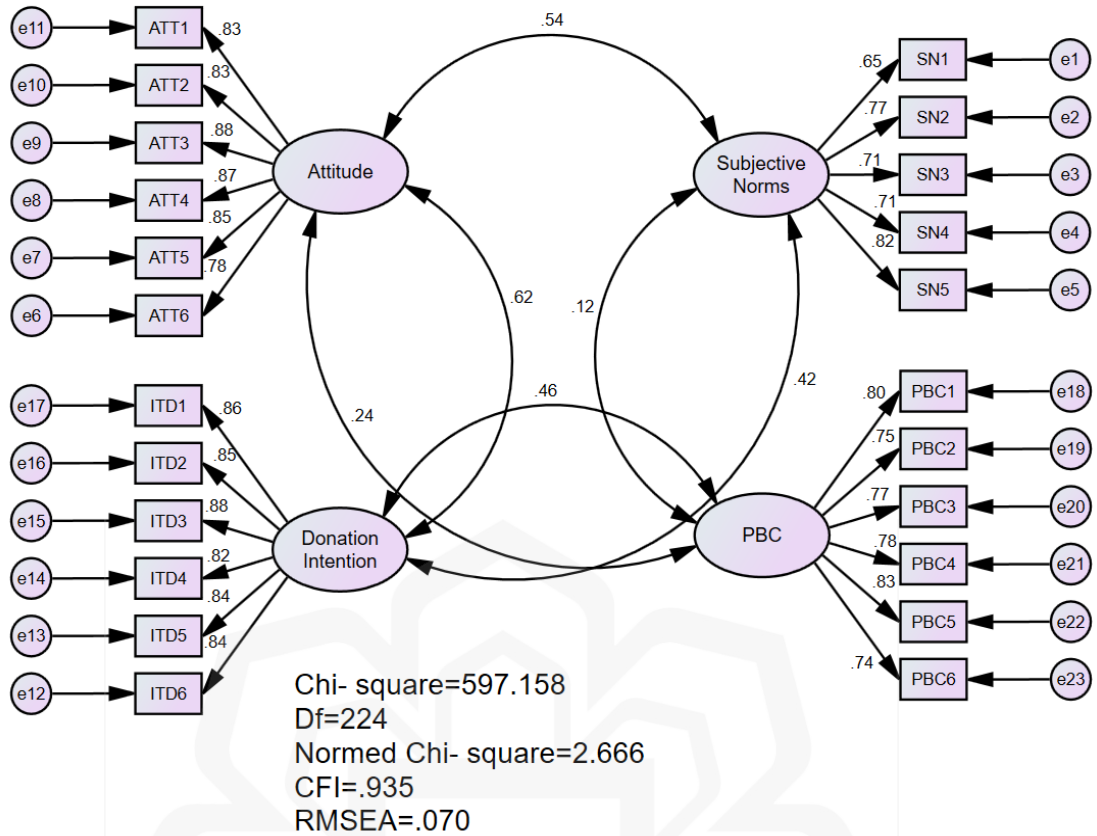 e11
ATT1
.83
e10
ATT2
.83
e9
ATT3
.88
e8
ATT4
.87
e7
ATT5
.85
e6
ATT6
.78
Attitude
.54
Subjective
Norms
.65
SN1
e1
.77
SN2
e2
.71
SN3
e3
.71
SN4
e4
.82
SN5
e5
.62
.12
.24
.46
.42
e17
ITD1
.86
e16
ITD2
.85
e15
ITD3
.88
e14
ITD4
.82
e13
ITD5
.84
e12
ITD6
.84
Donation
Intention
PBC
.80
PBC1
e18
.75
PBC2
e19
.77
PBC3
e20
.78
PBC4
e21
.83
PBC5
e22
.74
PBC6
e23
Chi- square=597.158
Df=224
Normed Chi- square=2.666
CFI=.935
RMSEA=.070